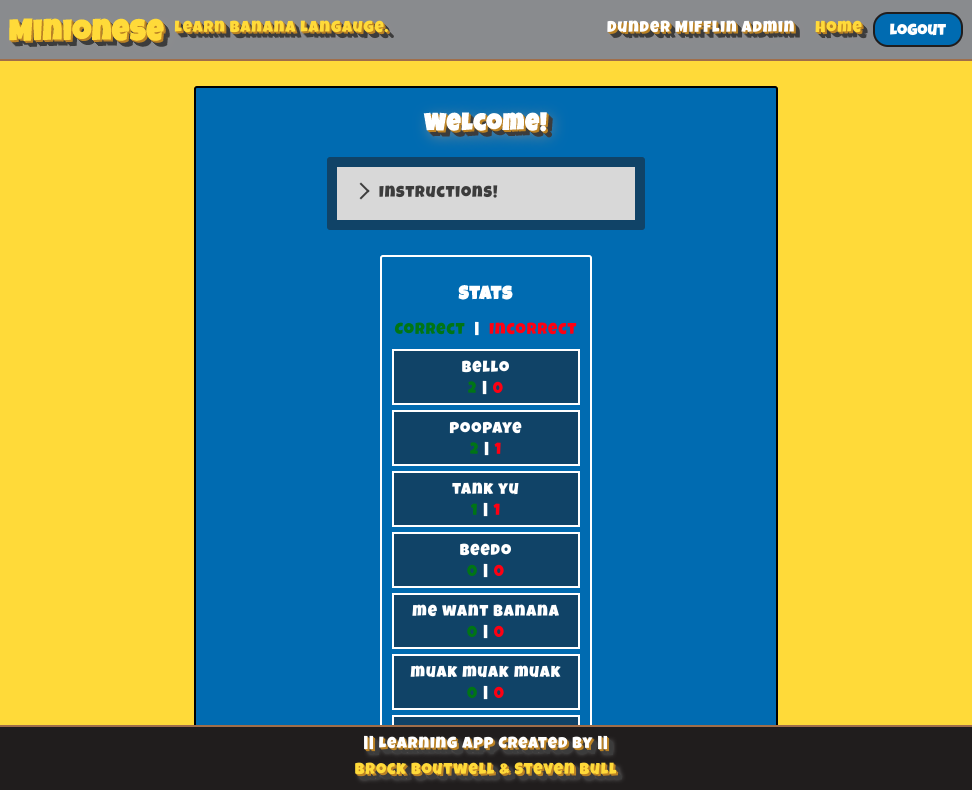 Minionese Learn Banana Langauge. Dunder Mifflin Admin Home Logout
Welcome!
Instructions!
Stats
correct | incorrect
Bello
2 | 0
Poopaye
2 | 1
Tank yu
1 | 1
Beedo
0 | 0
me want banana
0 | 0
muak muak muak
0 | 0
|| Learning App Created By ||
Brock Boutwell & Steven Bull